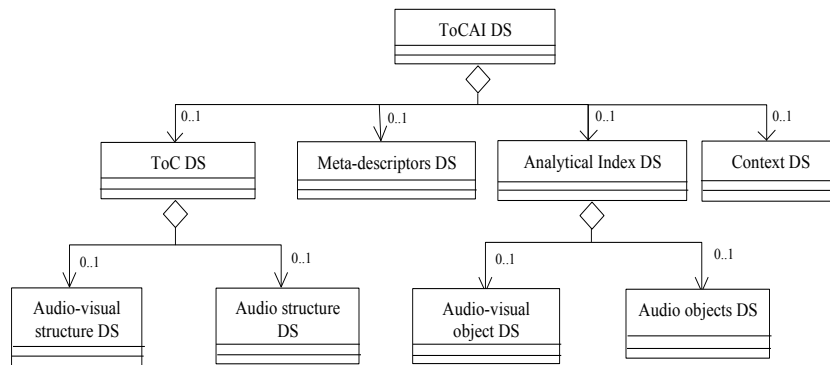 ToCAI DS
0..1
0..1
0..1
0..1
ToC DS
Meta-descriptors DS
Analytical Index DS
Context DS
0..1
0..1
0..1
0..1
Audio-visual
structure DS
Audio structure
DS
Audio-visual
object DS
Audio objects DS